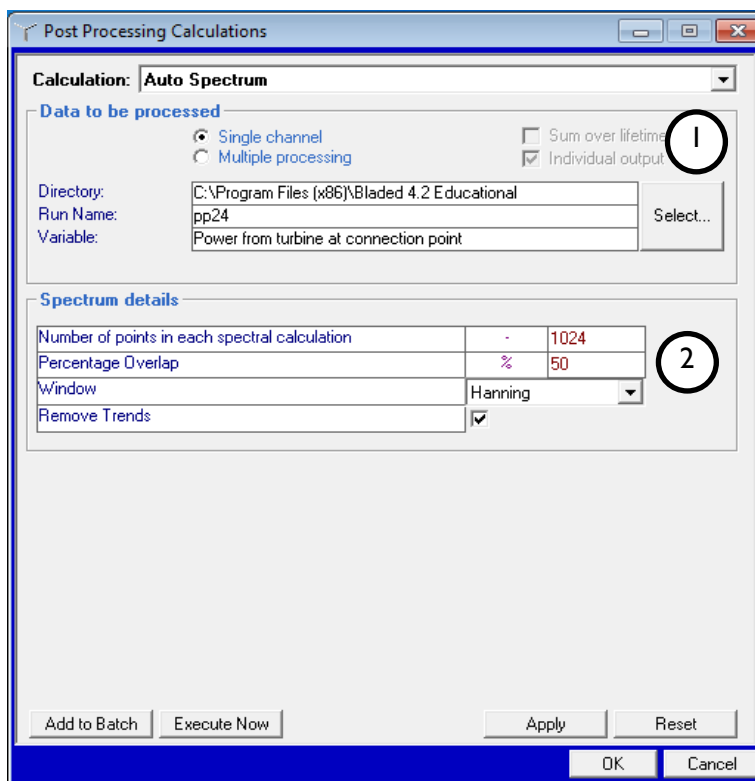 Post Processing Calculations
Calculation: Auto Spectrum
Data to be processed
Single channel
Sum over lifetime
Multiple processing
Individual output
1
Directory: C:\Program Files (x86)\Bladed 4.2 Educational
Run Name: pp24
Select...
Variable: Power from turbine at connection point
Spectrum details
Number of points in each spectral calculation - 1024
Percentage Overlap % 50
2
Window Hanning
Remove Trends
Add to Batch Execute Now Apply Reset
OK Cancel